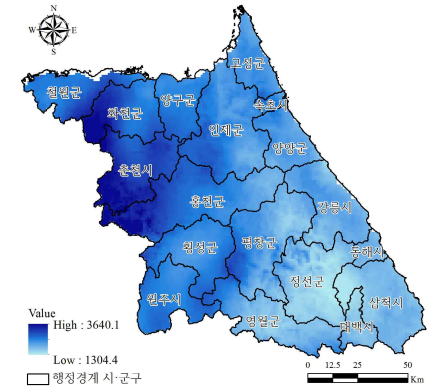 N
W E
S
고성군
철원군
화천군
양구군
속초시
인제군
양양군
춘천시
홍천군
강릉시
횡성군
평창군
동해시
정선군
원주시
삼척시
영월군
태백시
Value
High : 3640.1
Low : 1304.4
행정경계 시·군구
0 12.5 25 50
Km